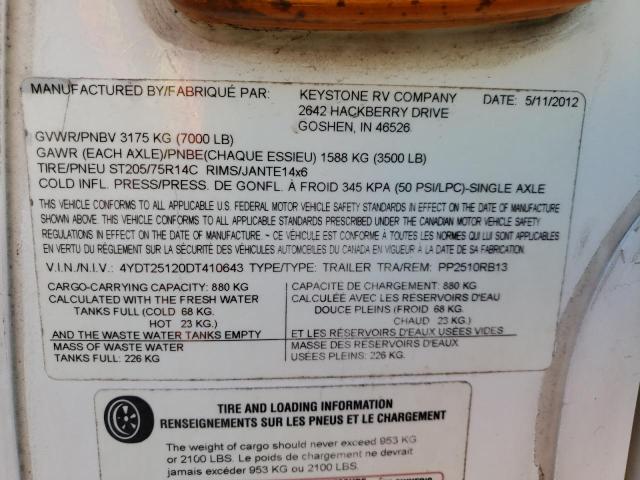 MANUFACTURED BY/FABRIQUÉ PAR: KEYSTONE RV COMPANY DATE: 5/11/2012
2642 HACKBERRY DRIVE
GOSHEN, IN 46526
GVWR/PNBV 3175 KG (7000 LB)
GAWR (EACH AXLE)/PNBE(CHAQUE ESSIEU) 1588 KG (3500 LB)
TIRE/PNEU ST205/75R14C RIMS/JANTE14x6
COLD INFL. PRESS/PRESS. DE GONFL. À FROID 345 KPA (50 PSI/LPC)-SINGLE AXLE
THIS VEHICLE CONFORMS TO ALL APPLICABLE U.S. FEDERAL MOTOR VEHICLE SAFETY STANDARDS IN EFFECT ON THE DATE OF MANUFACTURE
SHOWN ABOVE. THIS VEHICLE CONFORMS TO ALL APPLICABLE STANDARDS PRESCRIBED UNDER THE CANADIAN MOTOR VEHICLE SAFETY
REGULATIONS IN EFFECT ON THE DATE OF MANUFACTURE ~ CE VÉHICULE EST CONFORME À TOUTES LES NORMES QUI LUI SONT APPLICABLES
EN VERTU DU RÉGLEMENT SUR LA SÉCURITÉ DES VÉHICULES AUTOMOBILES DU CANADA EN VIGUEUR A LA DATE DE SA FABRICATION.
V.I.N./N.I.V.: 4YDT25120DT410643 TYPE/TYPE: TRAILER TRA/REM: PP2510RB13
CARGO-CARRYING CAPACITY: 880 KG
CALCULATED WITH THE FRESH WATER
TANKS FULL (COLD 68 KG.
HOT 23 KG.)
AND THE WASTE WATER TANKS EMPTY
MASS OF WASTE WATER
TANKS FULL: 226 KG
CAPACITE DE CHARGEMENT: 880 KG
CALCULÉE AVEC LES RÉSERVOIRS D'EAU
DOUCE PLEINS (FROID 68 KG.
CHAUD 23 KG.)
ET LES RÉSERVOIRS D'EAUX USÉES VIDES
MASSE DES RÉSERVOIRS D'EAUX
USÉES PLEINS: 226 KG.
TIRE AND LOADING INFORMATION
RENSEIGNEMENTS SUR LES PNEUS ET LE CHARGEMENT
The weight of cargo should never exceed 953 KG
or 2100 LBS. Le poids de chargement ne devrait
jamais excéder 953 KG ou 2100 LBS.